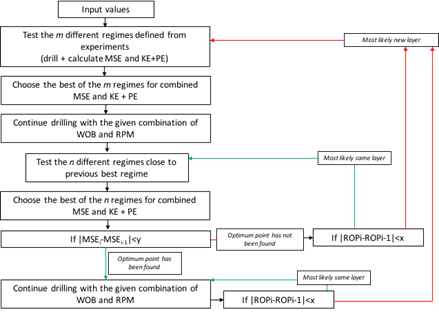 Input values
Test the m different regimes defined from
experiments
(drill + calculate MSE and KE+PE)
Most likely new layer
Choose the best of the m regimes for combined
MSE and KE + PE
Continue drilling with the given combination of
WOB and RPM
Test the n different regimes close to
previous best regime
Most likely same layer
Choose the best of the n regimes for combined
MSE and KE + PE
If |MSEi-MSEi-1|<y
Optimum point has not
been found
If |ROPi-ROPi-1|<x
Optimum point has
been found
Most likely same layer
Continue drilling with the given combination of
WOB and RPM
If |ROPi-ROPi-1|<x